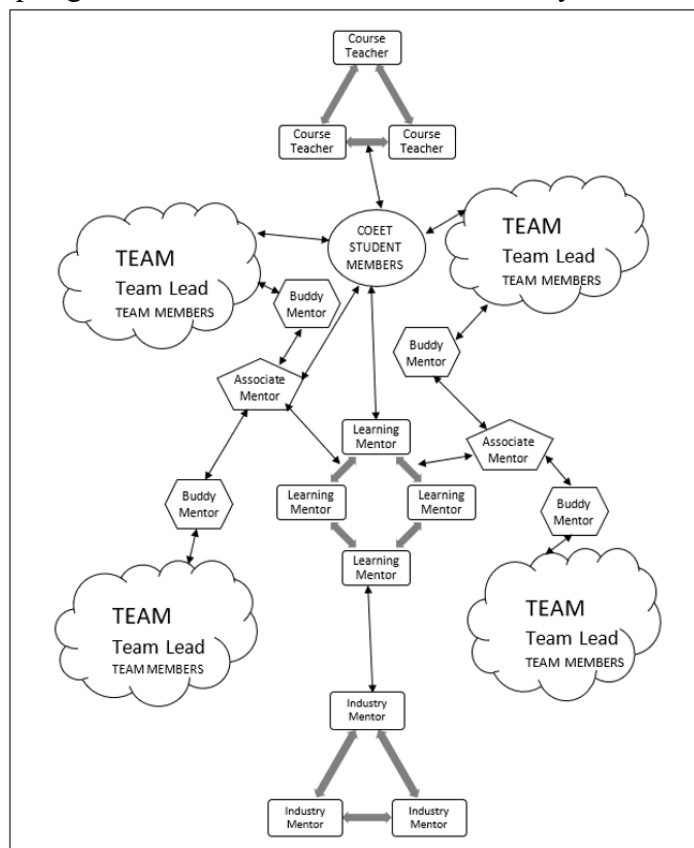 Course
Teacher
Course
Teacher
Course
Teacher
COEET
STUDENT
MEMBERS
TEAM
Team Lead
TEAM MEMBERS
TEAM
Team Lead
TEAM MEMBERS
Buddy
Mentor
Buddy
Mentor
Associate
Mentor
Learning
Mentor
Associate
Mentor
Buddy
Mentor
Learning
Mentor
Learning
Mentor
Buddy
Mentor
Learning
Mentor
TEAM
Team Lead
TEAM MEMBERS
TEAM
Team Lead
TEAM MEMBERS
Industry
Mentor
Industry
Mentor
Industry
Mentor